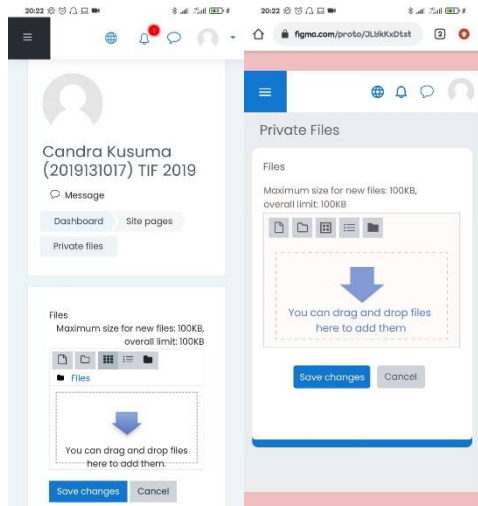 20:22
Candra Kusuma
(2019131017) TIF 2019
Message
Dashboard
Site pages
Private files
Files
Maximum size for new files: 100KB,
overall limit: 100KB
Files
You can drag and drop files
here to add them.
Save changes
Cancel
20:22
figma.com/proto/JLYkKxDtst
2
Private Files
Files
Maximum size for new files: 100KB,
overall limit: 100KB
You can drag and drop files
here to add them
Save changes
Cancel